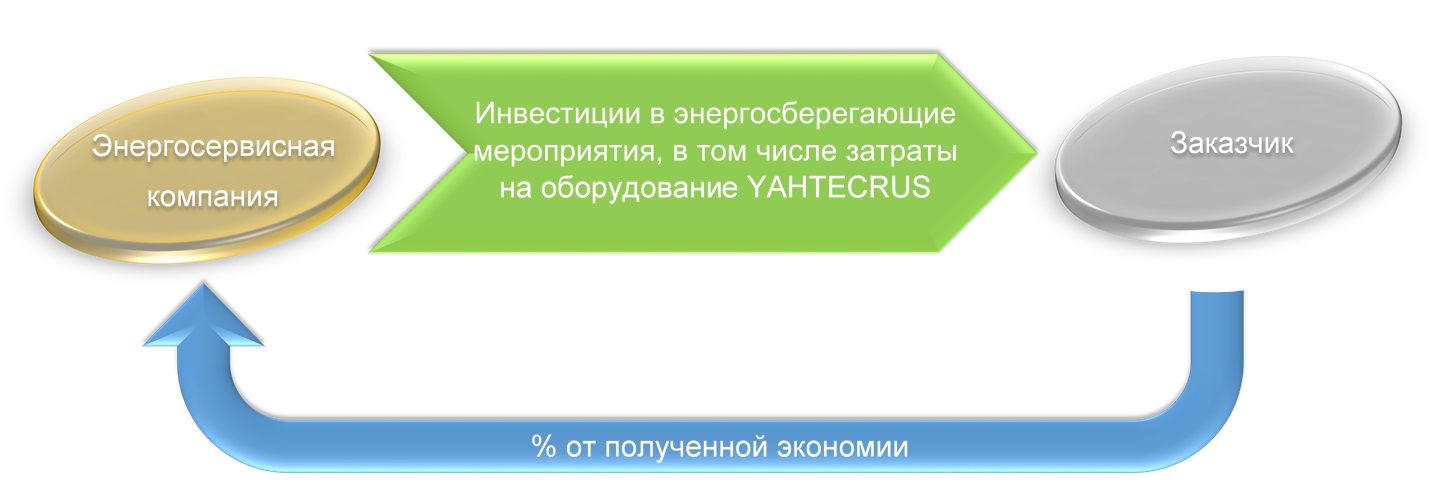 Энергосервисная
компания
Инвестиции в энергосберегающие
мероприятия, в том числе затраты
на оборудование YAHTECRUS
Заказчик
% от полученной экономии